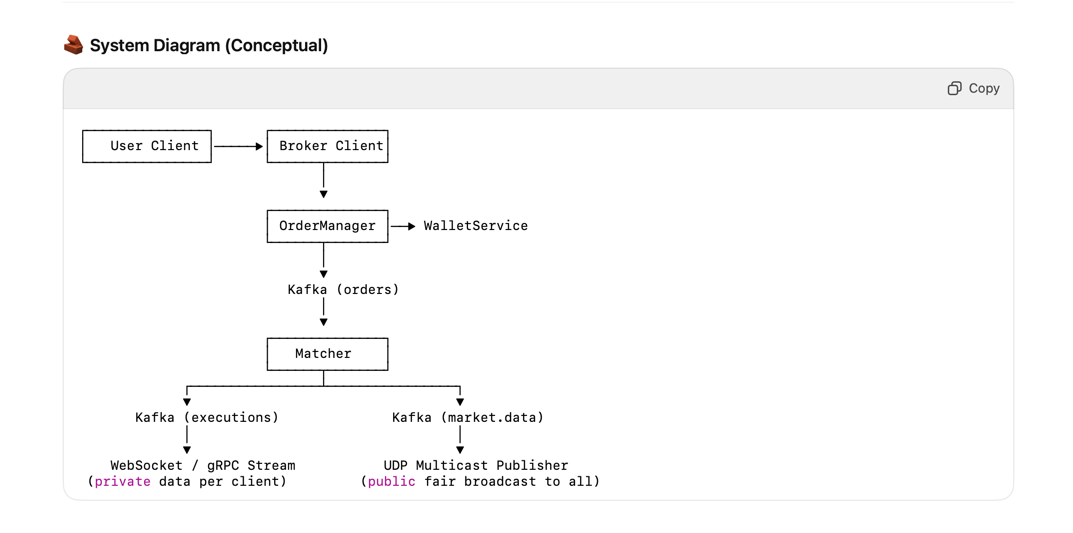 System Diagram (Conceptual)
Copy
User Client
Broker Client
OrderManager
WalletService
Kafka (orders)
Matcher
Kafka (executions)
Kafka (market.data)
WebSocket / gRPC Stream
UDP Multicast Publisher
(private data per client)
(public fair broadcast to all)